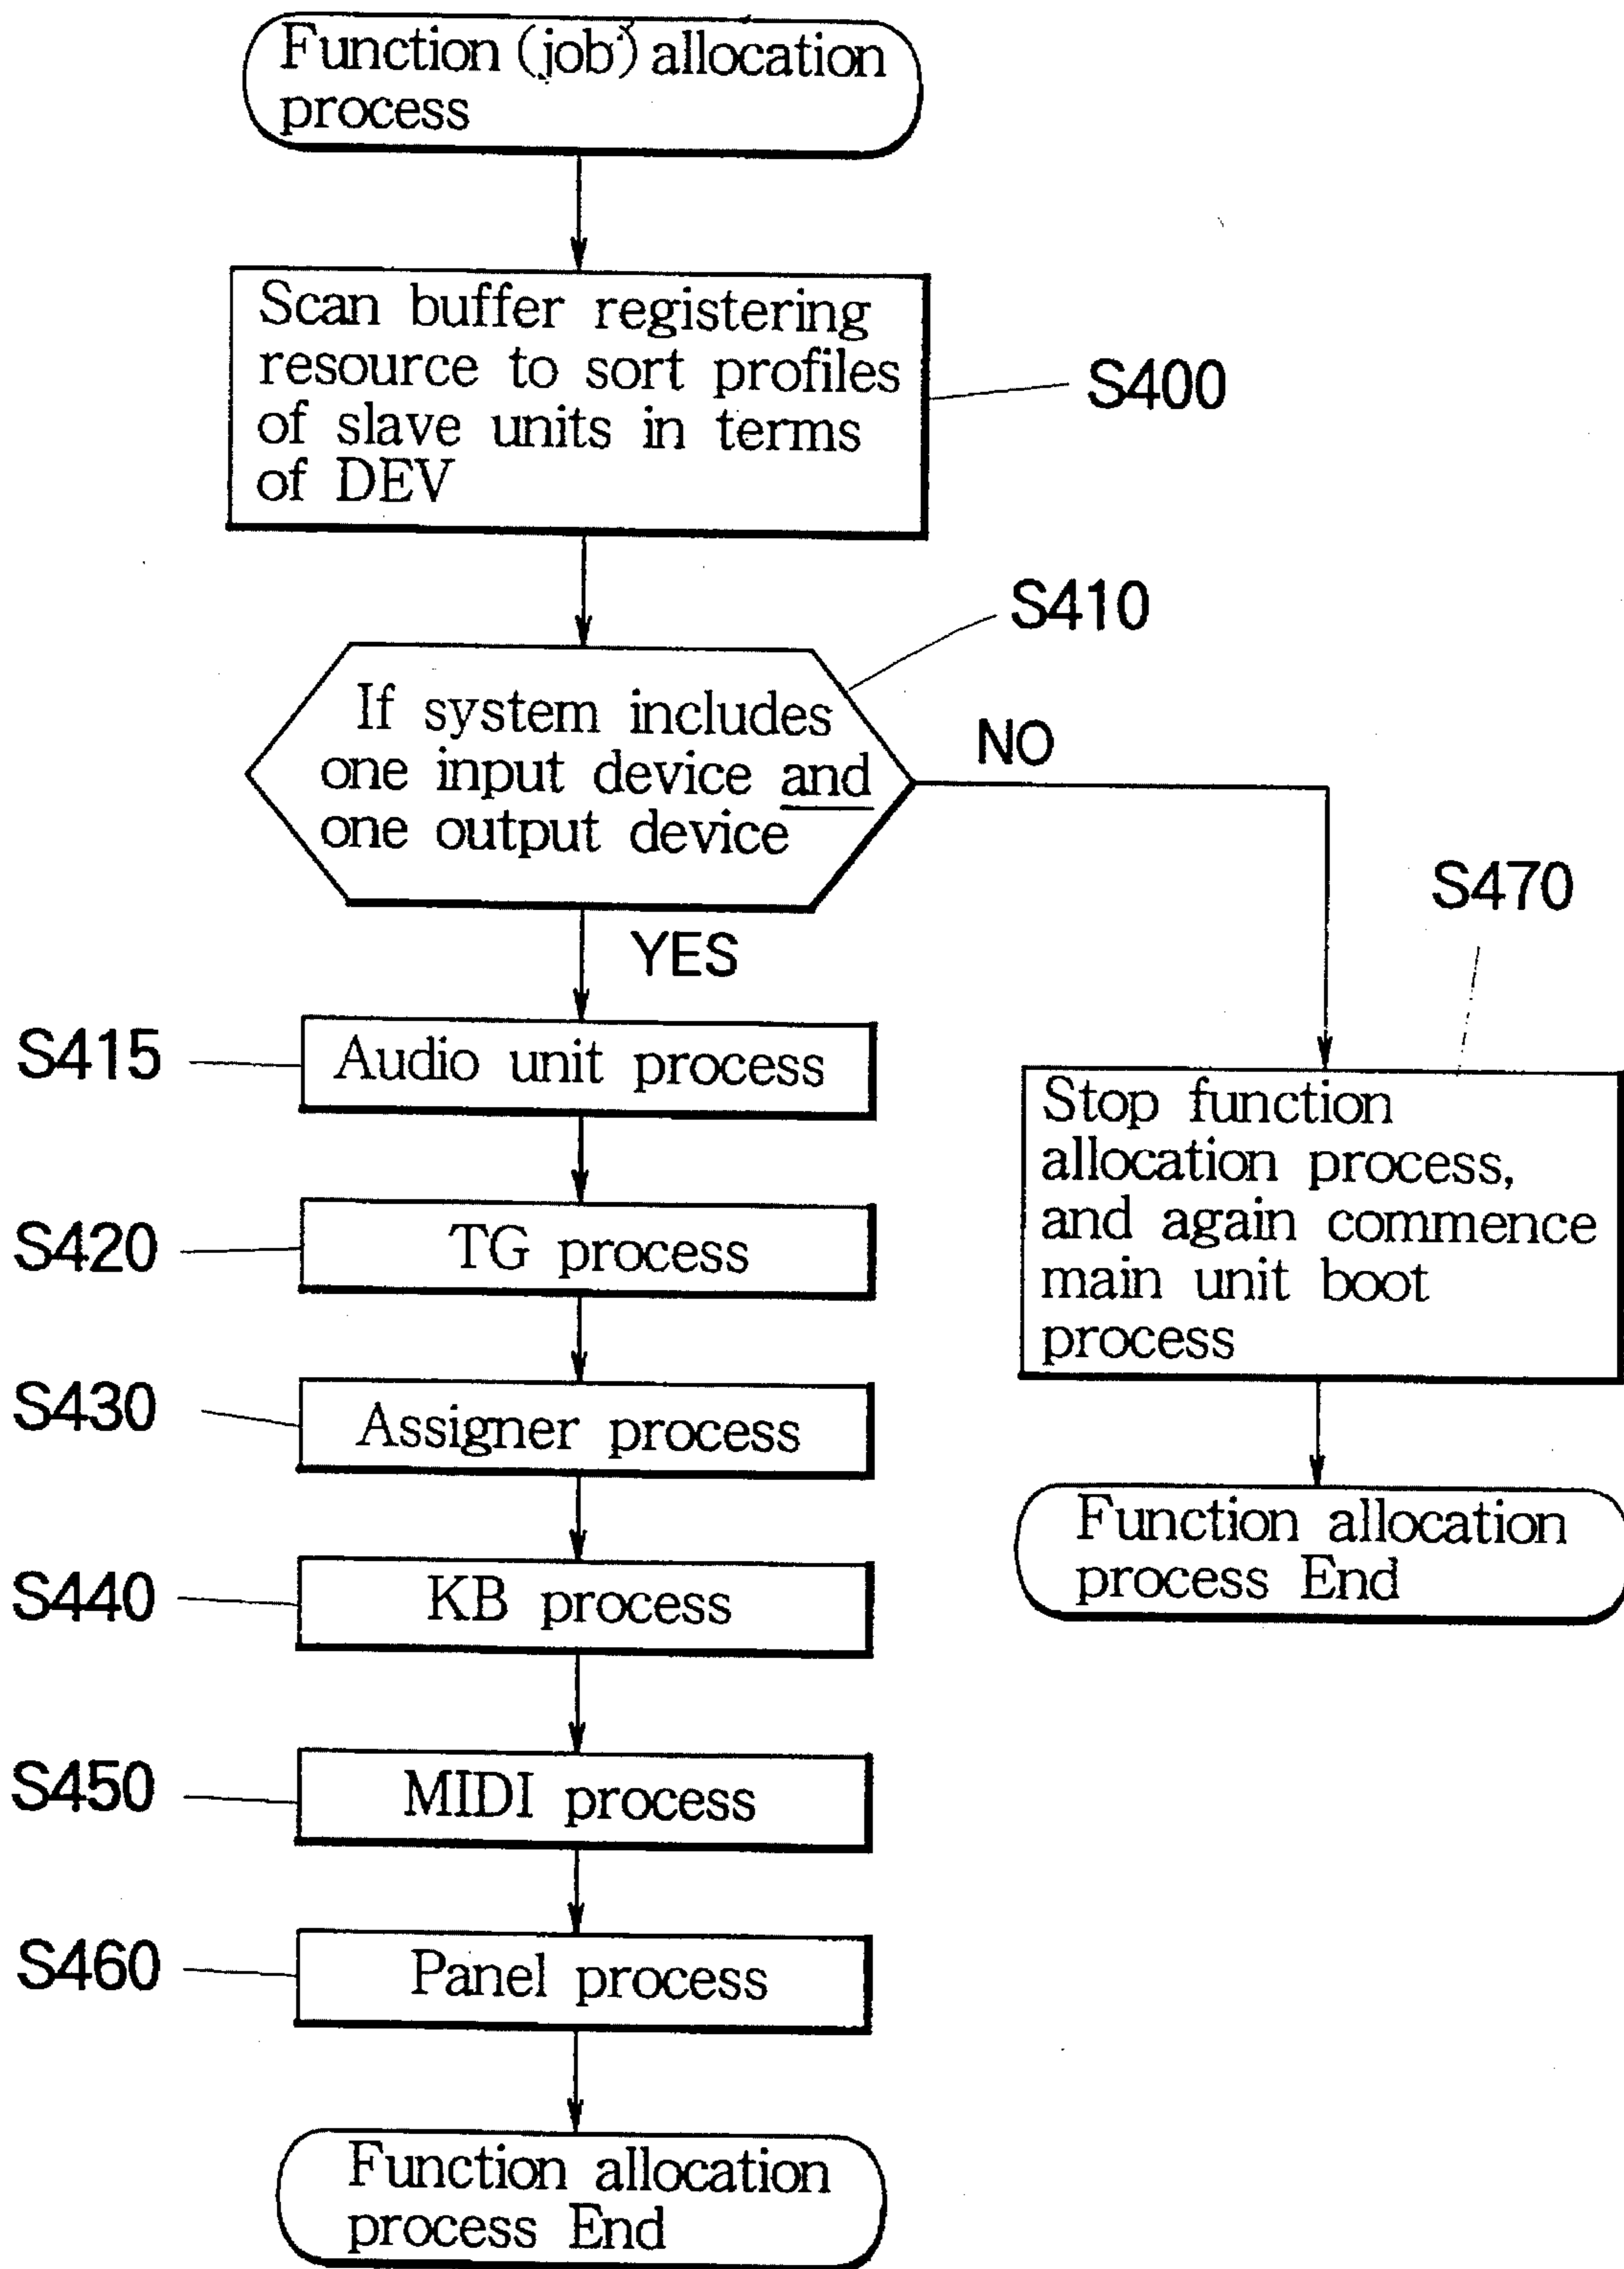 Function (job) allocation
process
Scan buffer registering
resource to sort profiles
of slave units in terms
of DEV
S400
S410
If system includes
one input device and
one output device
NO
YES
S470
S415
Audio unit process
Stop function
allocation process,
and again commence
main unit boot
process
S420
TG process
S430
Assigner process
Function allocation
process End
S440
KB process
S450
MIDI process
S460
Panel process
Function allocation
process End